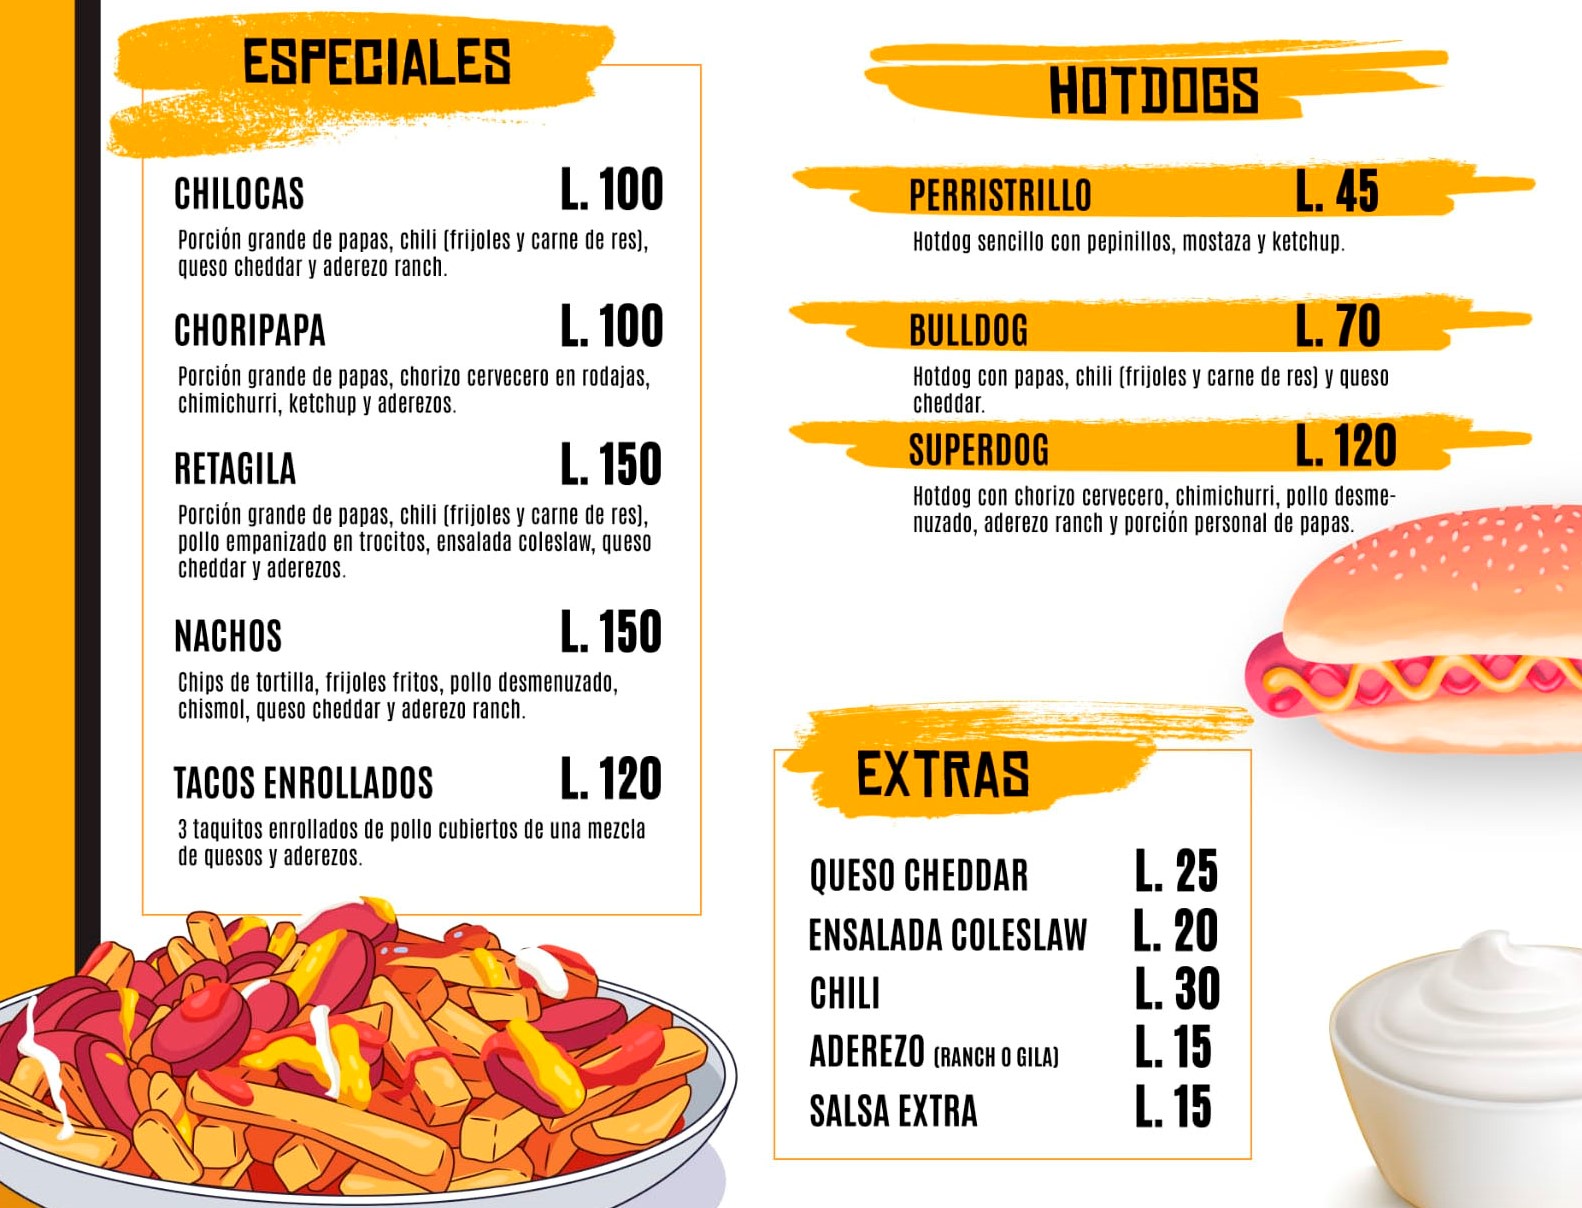 ESPECIALES
CHILOCAS L. 100
Porción grande de papas, chili (frijoles y carne de res),
queso cheddar y aderezo ranch.
CHORIPAPA L. 100
Porción grande de papas, chorizo cervecero en rodajas,
chimichurri, ketchup y aderezos.
RETAGILA L. 150
Porción grande de papas, chili (frijoles y carne de res),
pollo empanizado en trocitos, ensalada coleslaw, queso
cheddar y aderezos.
NACHOS L. 150
Chips de tortilla, frijoles fritos, pollo desmenuzado,
chismol, queso cheddar y aderezo ranch.
TACOS ENROLLADOS L. 120
3 taquitos enrollados de pollo cubiertos de una mezcla
de quesos y aderezos.
HOTDOGS
PERRISTRILLO L. 45
Hotdog sencillo con pepinillos, mostaza y ketchup.
BULLDOG L. 70
Hotdog con papas, chili (frijoles y carne de res) y queso
cheddar.
SUPERDOG L. 120
Hotdog con chorizo cervecero, chimichurri, pollo desme-
nuzado, aderezo ranch y porción personal de papas.
EXTRAS
QUESO CHEDDAR L. 25
ENSALADA COLESLAW L. 20
CHILI L. 30
ADEREZO (RANCH O GILA) L. 15
SALSA EXTRA L. 15